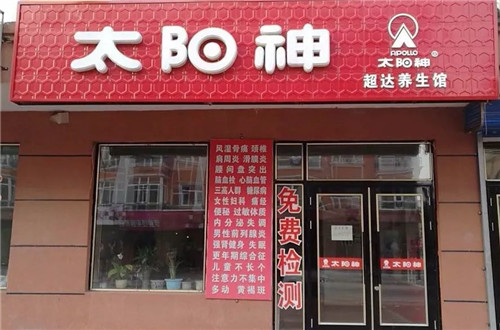 太阳神
APOLLO
太阳神®
超达养生馆
风湿骨痛 颈椎
肩周炎 滑膜炎
腰间盘突出
脑血栓 心脑血管
三高人群 糖尿病
女性妇科 痛经
便秘 过敏体质
内分泌失调
男性前列腺炎
强肾健身 失眠
更年期综合征
儿童不长个
注意力不集中
多动 黄褐斑
免费检测
太阳神
太阳神